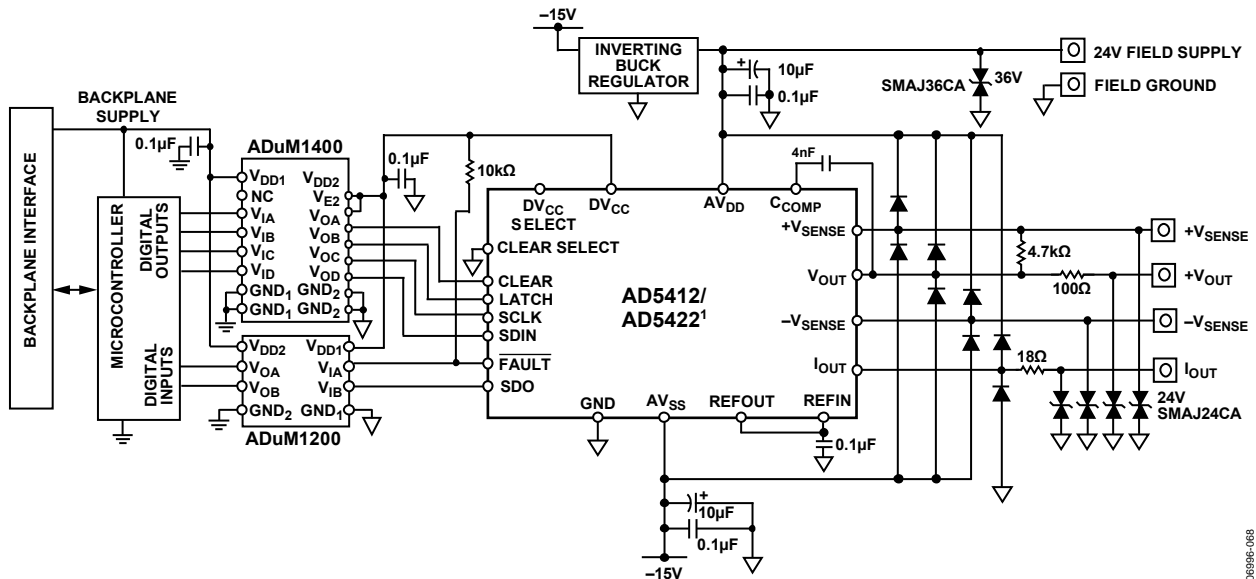 –15V
INVERTING
BUCK
REGULATOR
+
10µF
0.1µF
SMAJ36CA
36V
24V FIELD SUPPLY
FIELD GROUND
BACKPLANE INTERFACE
BACKPLANE
SUPPLY
0.1µF
MICROCONTROLLER
DIGITAL
OUTPUTS
DIGITAL
INPUTS
ADuM1400
VDD1
NC
VIA
VIB
VIC
VID
GND1
GND1
VDD2
VE2
VOA
VOB
VOC
VOD
GND2
GND2
VDD2
VOA
VOB
GND2
VDD1
VIA
VIB
GND1
ADuM1200
0.1µF
10kΩ
4nF
DVCC
SELECT
DVCC
AVDD
CCOMP
CLEAR SELECT
CLEAR
LATCH
SCLK
SDIN
FAULT
SDO
AD5412/
AD5422¹
+VSENSE
VOUT
–VSENSE
IOUT
GND
AVSS
REFOUT
REFIN
0.1µF
4.7kΩ
100Ω
18Ω
+VSENSE
+VOUT
–VSENSE
IOUT
24V
SMAJ24CA
+
10µF
0.1µF
–15V
06996-068